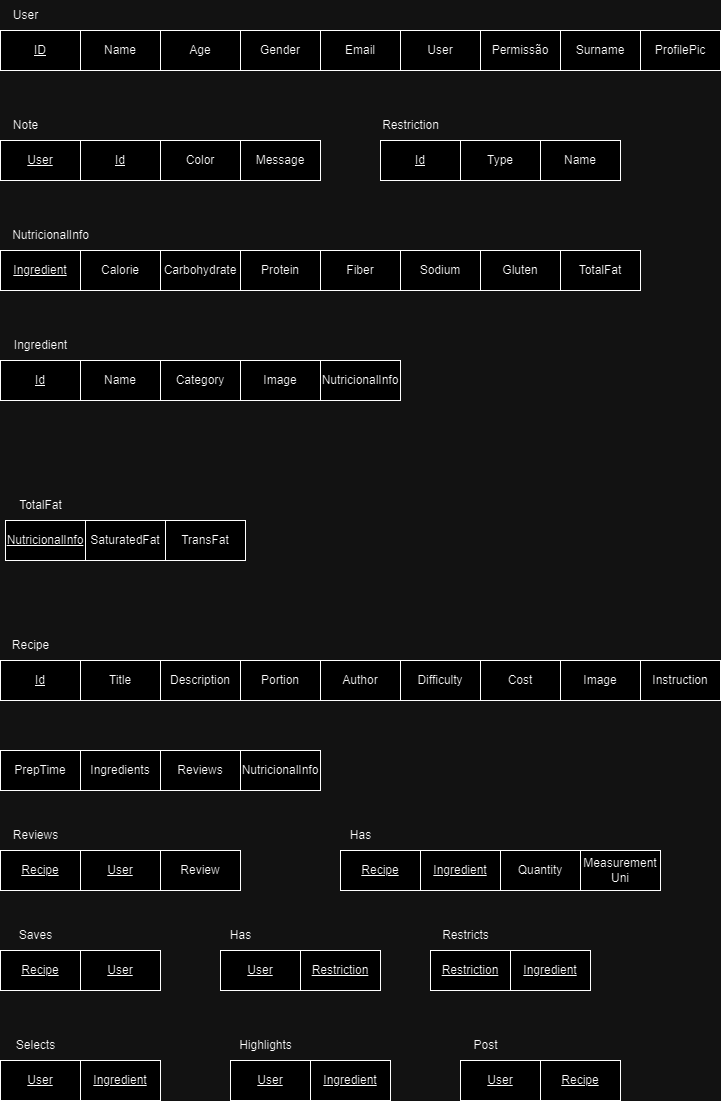 User
ID Name Age Gender Email User Permissão Surname ProfilePic
Note
User Id Color Message
Restriction
Id Type Name
NutricionalInfo
Ingredient Calorie Carbohydrate Protein Fiber Sodium Gluten TotalFat
Ingredient
Id Name Category Image NutricionalInfo
TotalFat
NutricionalInfo SaturatedFat TransFat
Recipe
Id Title Description Portion Author Difficulty Cost Image Instruction
PrepTime Ingredients Reviews NutricionalInfo
Reviews
Recipe User Review
Has
Recipe Ingredient Quantity Measurement
Uni
Saves
Recipe User
Has
User Restriction
Restricts
Restriction Ingredient
Selects
User Ingredient
Highlights
User Ingredient
Post
User Recipe